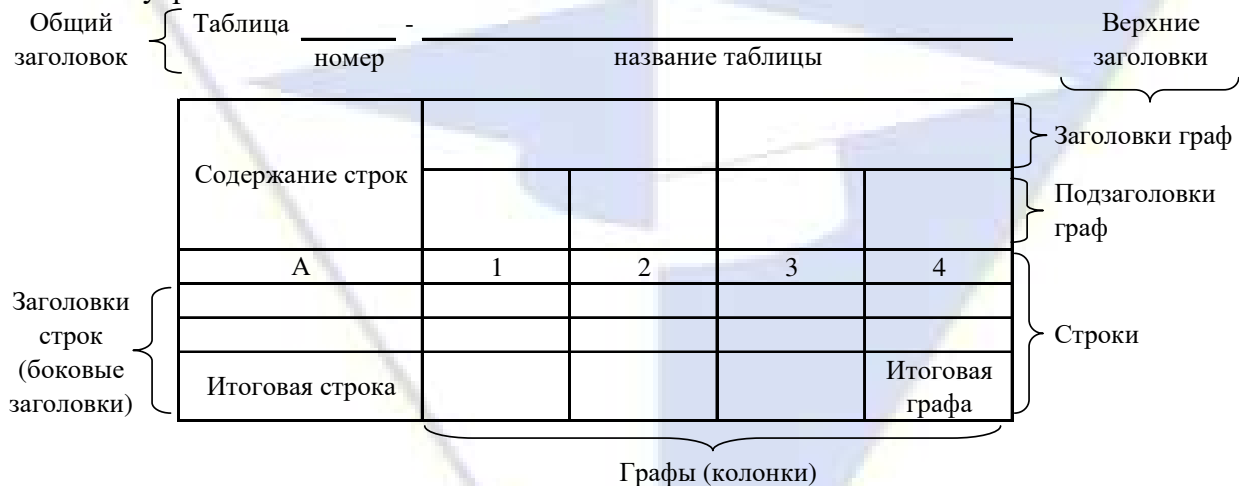 Общий
заголовок
Таблица -
номер
название таблицы
Верхние
заголовки
Содержание строк
Заголовки граф
Подзаголовки
граф
А 1 2 3 4
Заголовки
строк
(боковые
заголовки)
Строки
Итоговая строка
Итоговая
графа
Графы (колонки)